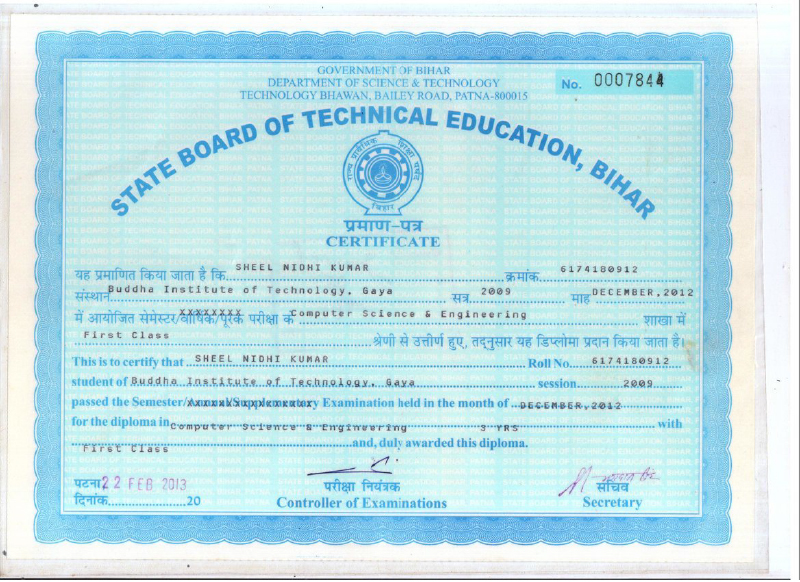 GOVERNMENT OF BIHAR
DEPARTMENT OF SCIENCE & TECHNOLOGY
TECHNOLOGY BHAWAN, BAILEY ROAD, PATNA-800015
No. 0007844
STATE BOARD OF TECHNICAL EDUCATION, BIHAR
राज्य प्रावैधिक शिक्षा पर्षद
बिहार
प्रमाण-पत्र
CERTIFICATE
यह प्रमाणित किया जाता है कि SHEEL NIDHI KUMAR क्रमांक 6174180912
संस्थान Buddha Institute of Technology, Gaya सत्र 2009 माह DECEMBER,2012
में आयोजित सेमेस्टर/वार्षिक/पूरक परीक्षा के Computer Science & Engineering शाखा में
First Class श्रेणी से उत्तीर्ण हुए, तद्नुसार यह डिप्लोमा प्रदान किया जाता है।
This is to certify that SHEEL NIDHI KUMAR Roll No. 6174180912
student of Buddha Institute of Technology, Gaya session 2009
passed the Semester/Annual/Supplementary Examination held in the month of DECEMBER,2012
for the diploma in Computer Science & Engineering 3 YRS with
First Class and, duly awarded this diploma.
पटना 22 FEB 2013
दिनांक 20
परीक्षा नियंत्रक
Controller of Examinations
सचिव
Secretary